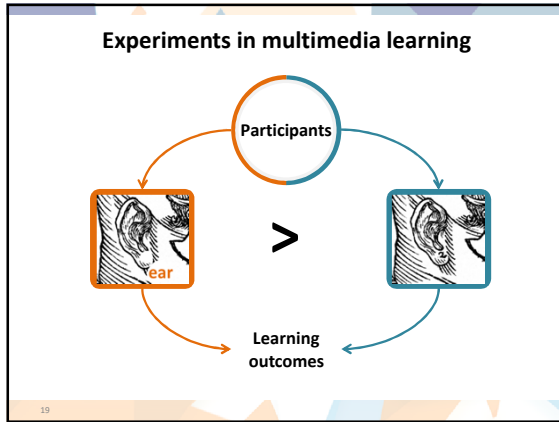 Experiments in multimedia learning
Participants
>
ear
Learning
outcomes
19